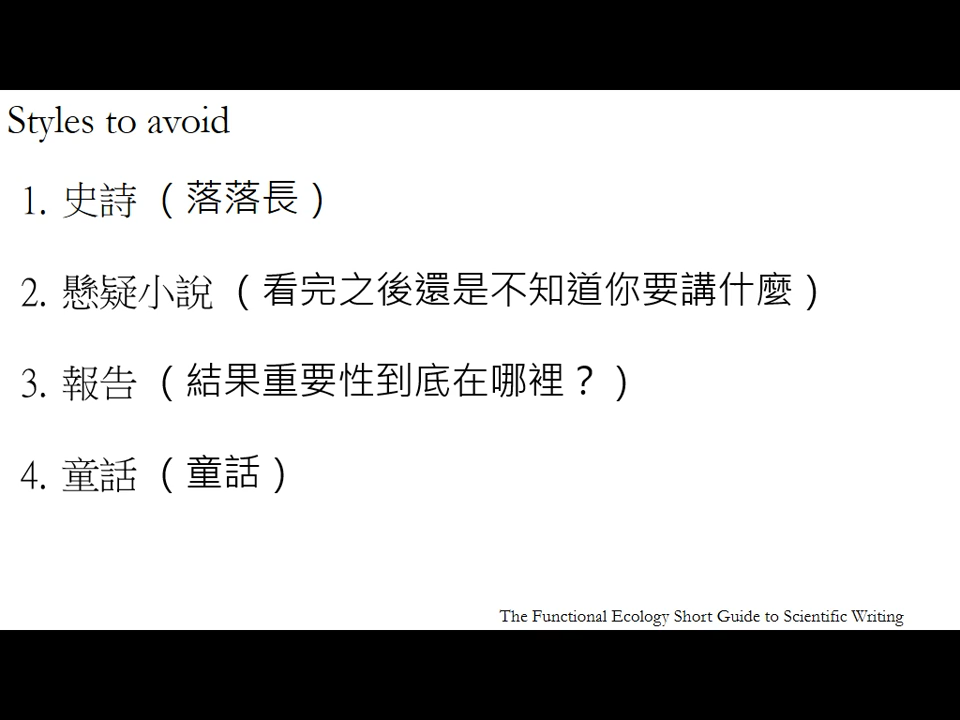 Styles to avoid
1. 史詩（落落長）
2. 懸疑小說（看完之後還是不知道你要講什麼）
3. 報告（結果重要性到底在哪裡？）
4. 童話（童話）
The Functional Ecology Short Guide to Scientific Writing